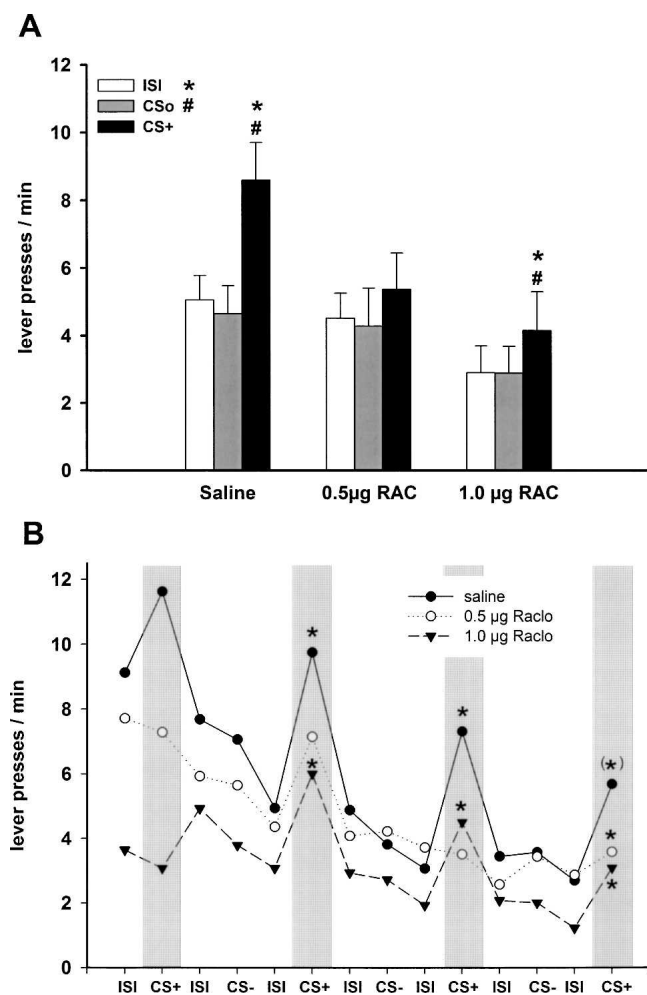 A
12
10
8
6
4
2
0
lever presses / min
ISI *
CSo #
CS+
*
#
*
#
Saline 0.5µg RAC 1.0 µg RAC
B
12
10
8
6
4
2
0
lever presses / min
saline
0.5 µg Raclo
1.0 µg Raclo
*
*
*
*
(*)
*
*
ISI CS+ ISI CS- ISI CS+ ISI CS- ISI CS+ ISI CS- ISI CS+